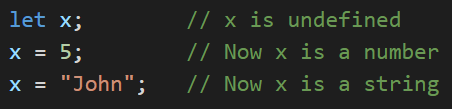 let x;       // x is undefined
x = 5;       // Now x is a number
x = "John";  // Now x is a string